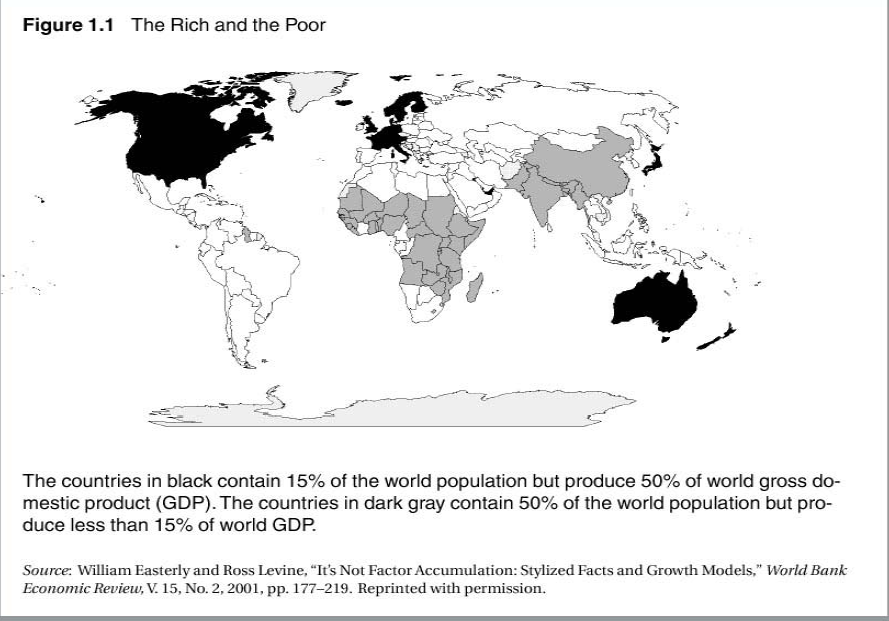 Figure 1.1 The Rich and the Poor
The countries in black contain 15% of the world population but produce 50% of world gross do-
mestic product (GDP). The countries in dark gray contain 50% of the world population but pro-
duce less than 15% of world GDP.
Source: William Easterly and Ross Levine, “It’s Not Factor Accumulation: Stylized Facts and Growth Models,” World Bank
Economic Review, V. 15, No. 2, 2001, pp. 177–219. Reprinted with permission.